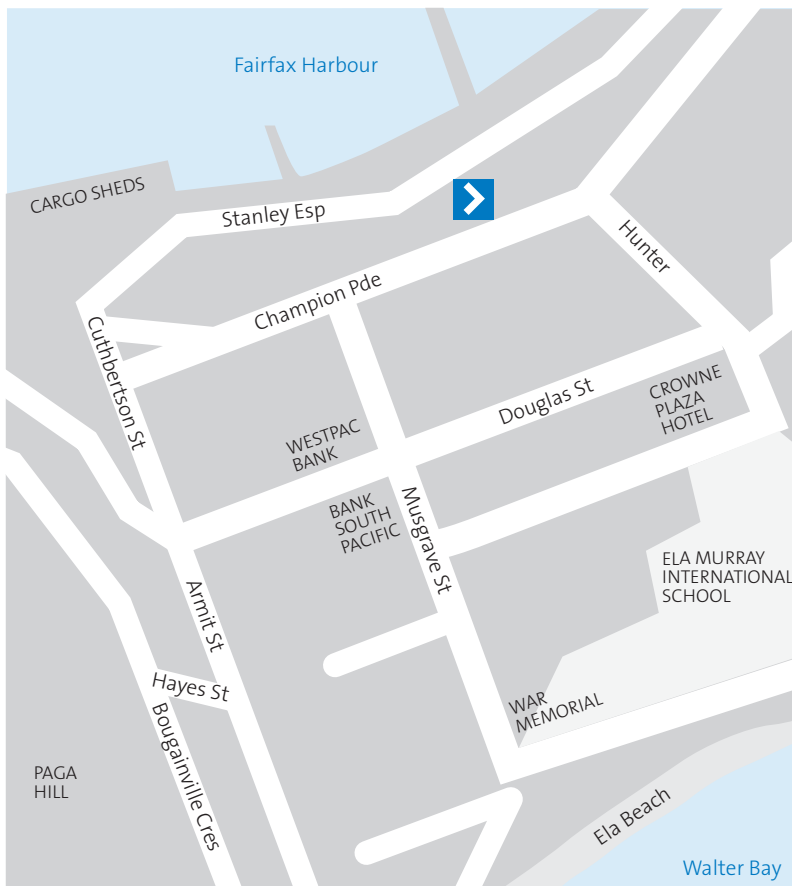 Fairfax Harbour
CARGO SHEDS
Stanley Esp
Hunter
Champion Pde
Cuthbertson St
Douglas St
CROWNE
PLAZA
HOTEL
WESTPAC
BANK
BANK
SOUTH
PACIFIC
Musgrave St
ELA MURRAY
INTERNATIONAL
SCHOOL
Armit St
Hayes St
WAR
MEMORIAL
Bougainville Cres
PAGA
HILL
Ela Beach
Walter Bay